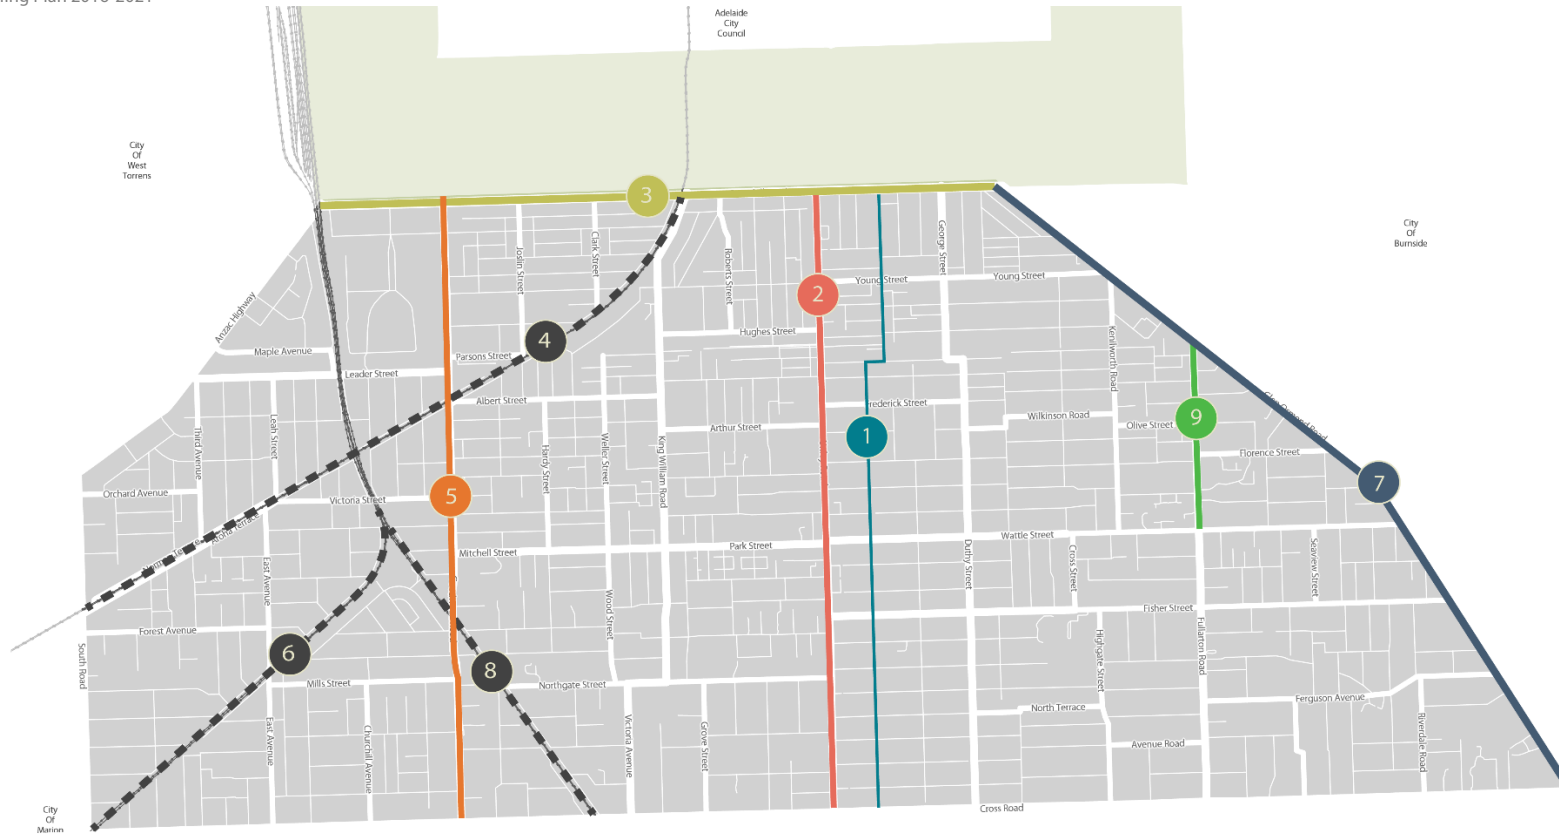 2021
Adelaide
City
Council
City
Of
West
Torrens
City
Of
Burnside
3
George Street
Joslin Street
Clark Street
Roberts Street
Young Street
Young Street
2
Anzac Highway
Hughes Street
4
Kenilworth Road
Maple Avenue
Parsons Street
Leader Street
Albert Street
Frederick Street
Glen Osmond Road
9
Wilkinson Road
Olive Street
Arthur Street
1
Third Avenue
Leah Street
Hardy Street
Weller Street
King William Road
Florence Street
7
Orchard Avenue
Victoria Street
5
Aroha Terrace
Wattle Street
Park Street
Mitchell Street
Cross Street
Duthy Street
Seaview Street
East Avenue
Wood Street
Fisher Street
Forest Avenue
South Road
6
8
Highgate Street
Fullarton Road
Mills Street
Northgate Street
Ferguson Avenue
North Terrace
East Avenue
Churchill Avenue
Victoria Avenue
Grove Street
Avenue Road
Riverdale Road
Cross Road
City
Of
Marion